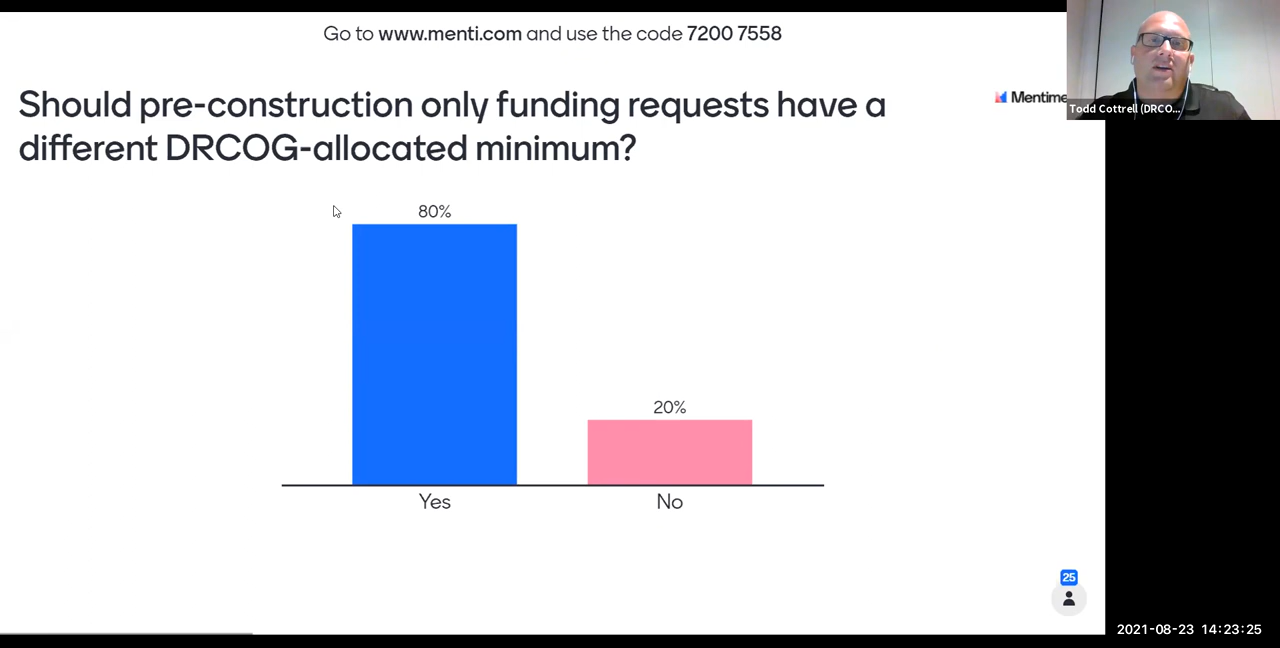 Go to www.menti.com and use the code 7200 7558
Should pre-construction only funding requests have a
different DRCOG-allocated minimum?
Mentime
Todd Cottrell (DRCO...
80%
20%
Yes
No
25
2021-08-23 14:23:25